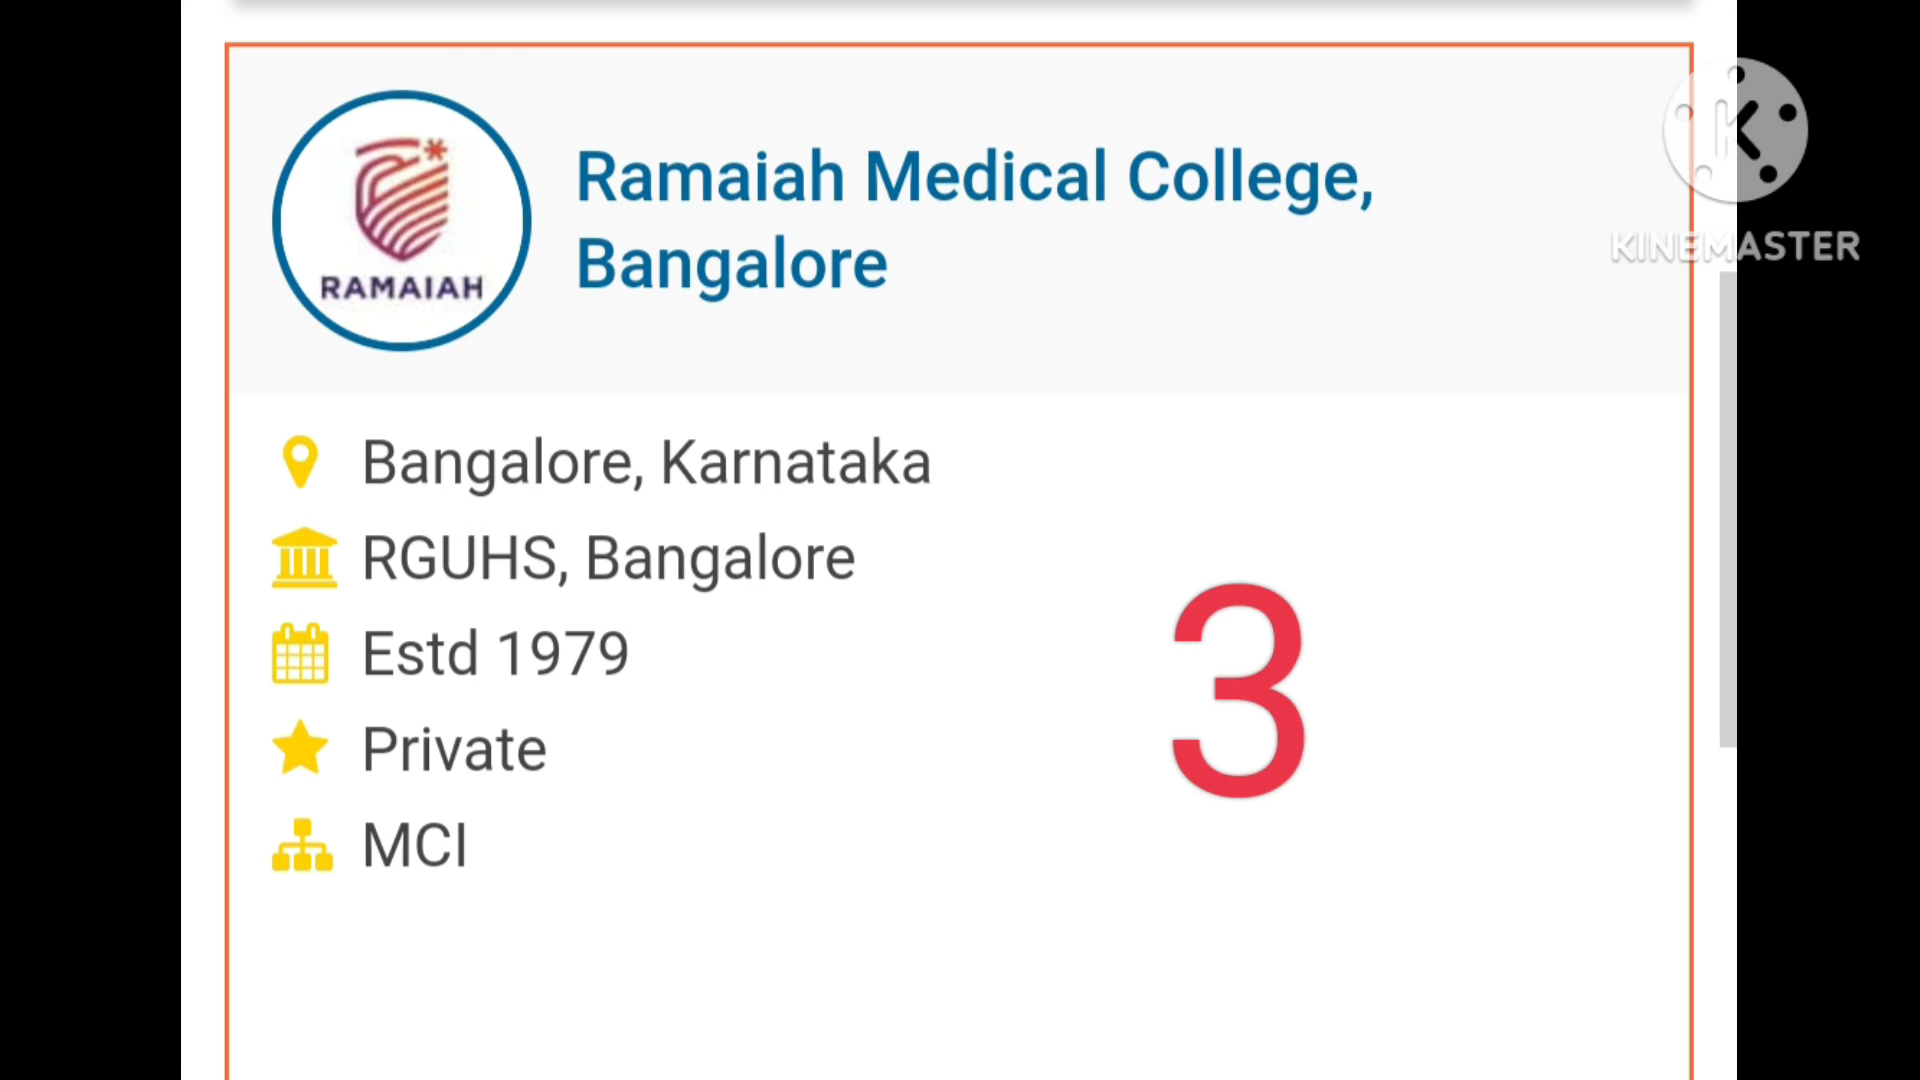 RAMAIAH
Ramaiah Medical College,
Bangalore
K
KINEMASTER
Bangalore, Karnataka
RGUHS, Bangalore
Estd 1979
3
Private
MCI